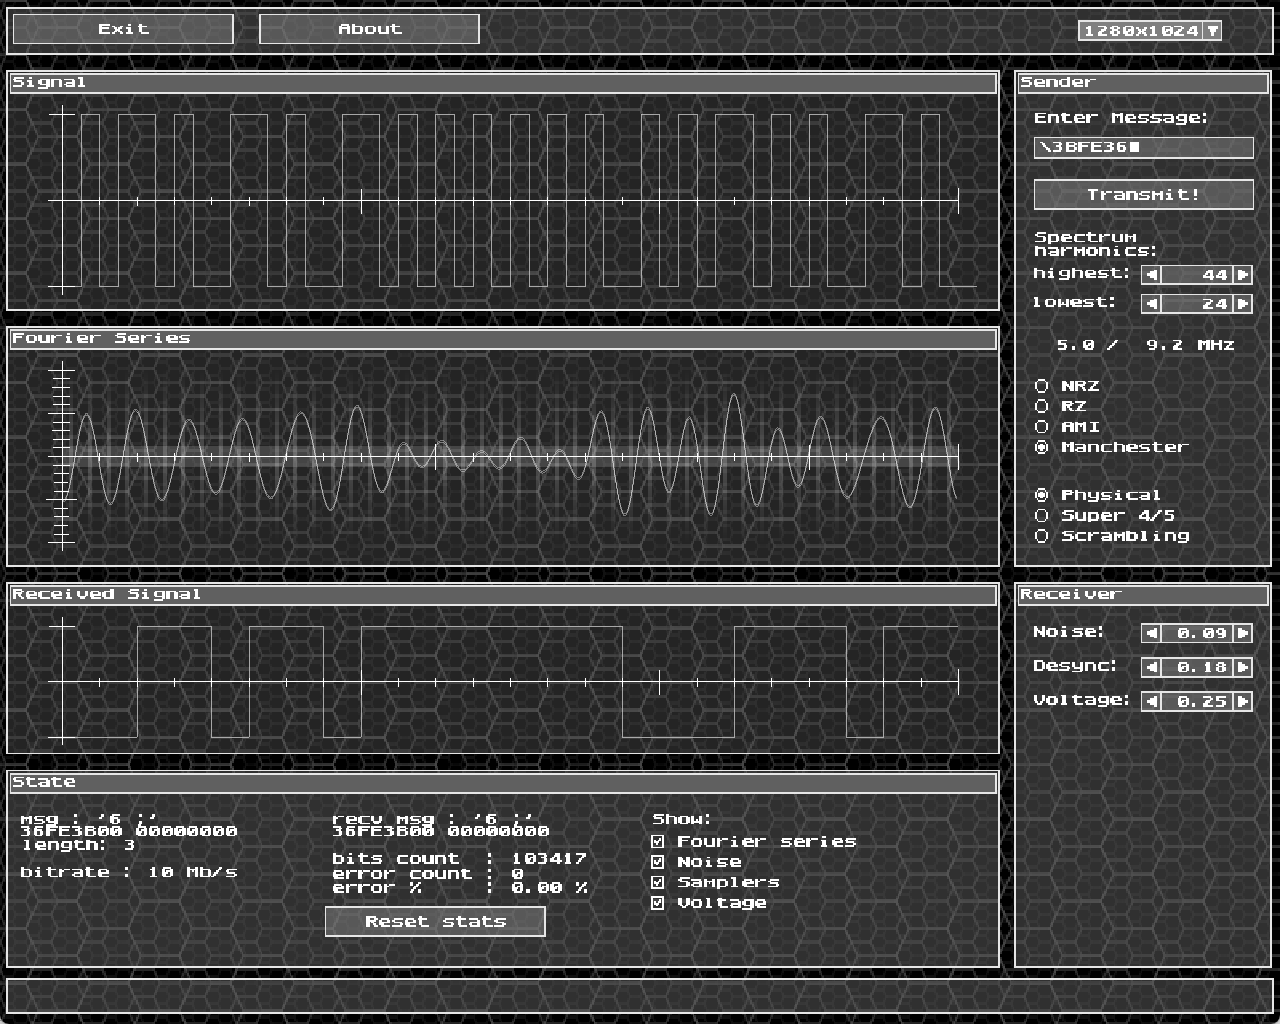 Exit
About
1280x1024
Signal
Sender
Enter Message:
\3BFE36
Transmit!
Spectrum
harmonics:
highest: 44
lowest: 24
5.0 / 9.2 MHz
NRZ
RZ
AMI
Manchester
Physical
Super 4/5
Scrambling
Fourier Series
Received Signal
Receiver
Noise: 0.09
Desync: 0.18
Voltage: 0.25
State
msg : '6 ;'
36FE3B00 00000000
length: 3
bitrate : 10 Mb/s
recv msg : '6 ;'
36FE3B00 00000000
bits count : 103417
error count : 0
error % : 0.00 %
Reset stats
Show:
Fourier series
Noise
Samplers
Voltage